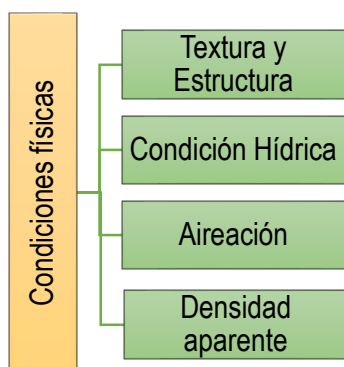 Condiciones físicas
Textura y
Estructura
Condición Hídrica
Aireación
Densidad
aparente